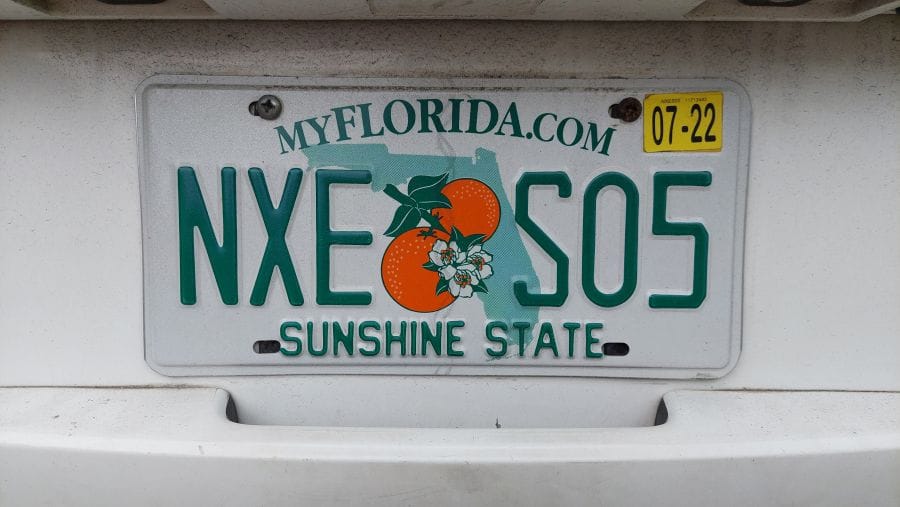 MYFLORIDA.COM
07-22
NXE S05
SUNSHINE STATE